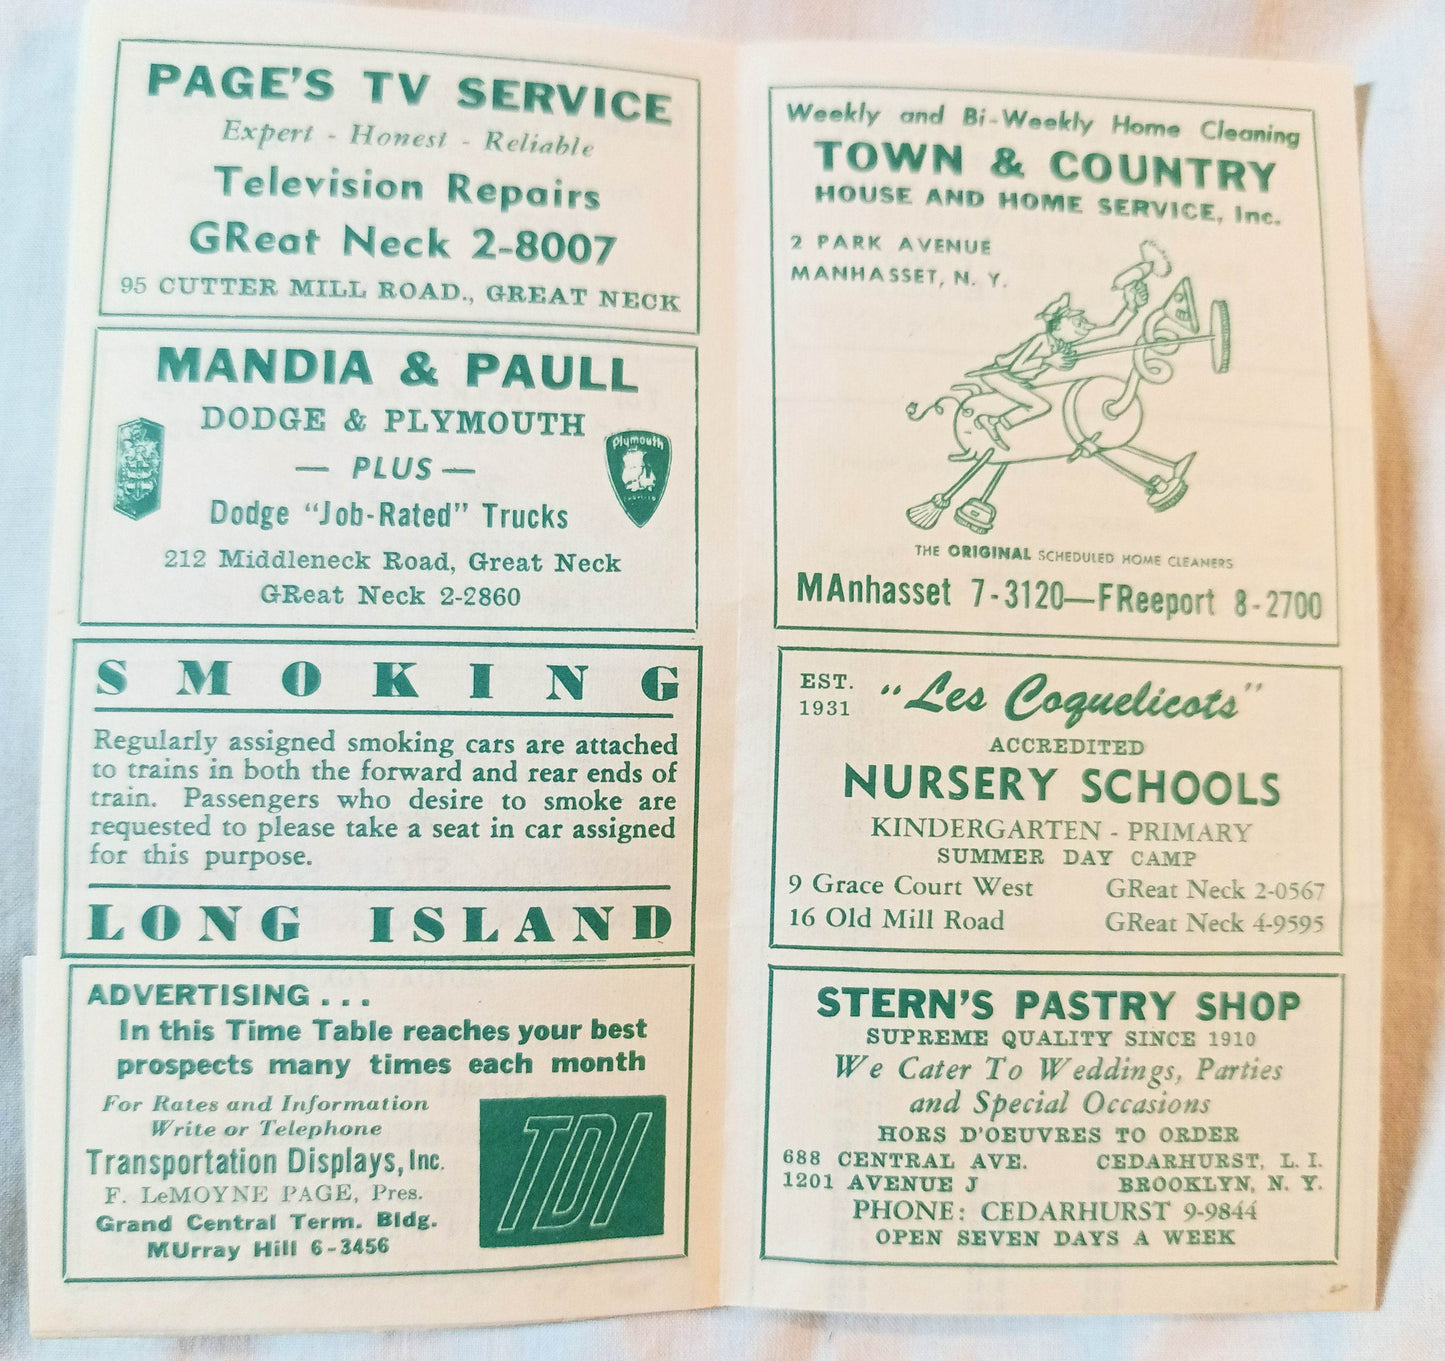 PAGE'S TV SERVICE
Expert - Honest - Reliable
Television Repairs
GReat Neck 2-8007
95 CUTTER MILL ROAD., GREAT NECK
MANDIA & PAULL
DODGE & PLYMOUTH
— PLUS —
Plymouth
Dodge "Job-Rated" Trucks
212 Middleneck Road, Great Neck
GReat Neck 2-2860
SMOKING
Regularly assigned smoking cars are attached
to trains in both the forward and rear ends of
train. Passengers who desire to smoke are
requested to please take a seat in car assigned
for this purpose.
LONG ISLAND
ADVERTISING . . .
In this Time Table reaches your best
prospects many times each month
For Rates and Information
Write or Telephone
Transportation Displays, Inc.
F. LeMOYNE PAGE, Pres.
Grand Central Term. Bldg.
MUrray Hill 6-3456
TDI
Weekly and Bi-Weekly Home Cleaning
TOWN & COUNTRY
HOUSE AND HOME SERVICE, Inc.
2 PARK AVENUE
MANHASSET, N. Y.
THE ORIGINAL SCHEDULED HOME CLEANERS
MAnhasset 7-3120—FReeport 8-2700
EST.
1931
"Les Coquelicots"
ACCREDITED
NURSERY SCHOOLS
KINDERGARTEN - PRIMARY
SUMMER DAY CAMP
9 Grace Court West GReat Neck 2-0567
16 Old Mill Road GReat Neck 4-9595
STERN'S PASTRY SHOP
SUPREME QUALITY SINCE 1910
We Cater To Weddings, Parties
and Special Occasions
HORS D'OEUVRES TO ORDER
688 CENTRAL AVE. CEDARHURST, L. I.
1201 AVENUE J BROOKLYN, N. Y.
PHONE: CEDARHURST 9-9844
OPEN SEVEN DAYS A WEEK